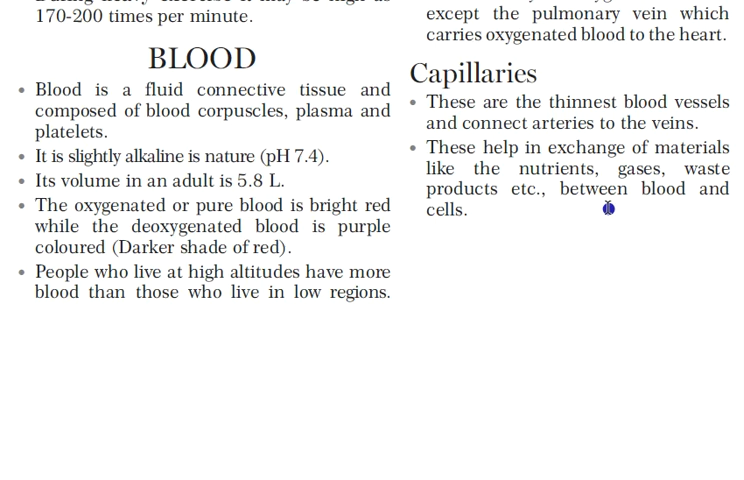 170-200 times per minute.
BLOOD
• Blood is a fluid connective tissue and
composed of blood corpuscles, plasma and
platelets.
• It is slightly alkaline is nature (pH 7.4).
• Its volume in an adult is 5.8 L.
• The oxygenated or pure blood is bright red
while the deoxygenated blood is purple
coloured (Darker shade of red).
• People who live at high altitudes have more
blood than those who live in low regions.
except the pulmonary vein which
carries oxygenated blood to the heart.
Capillaries
• These are the thinnest blood vessels
and connect arteries to the veins.
• These help in exchange of materials
like the nutrients, gases, waste
products etc., between blood and
cells.